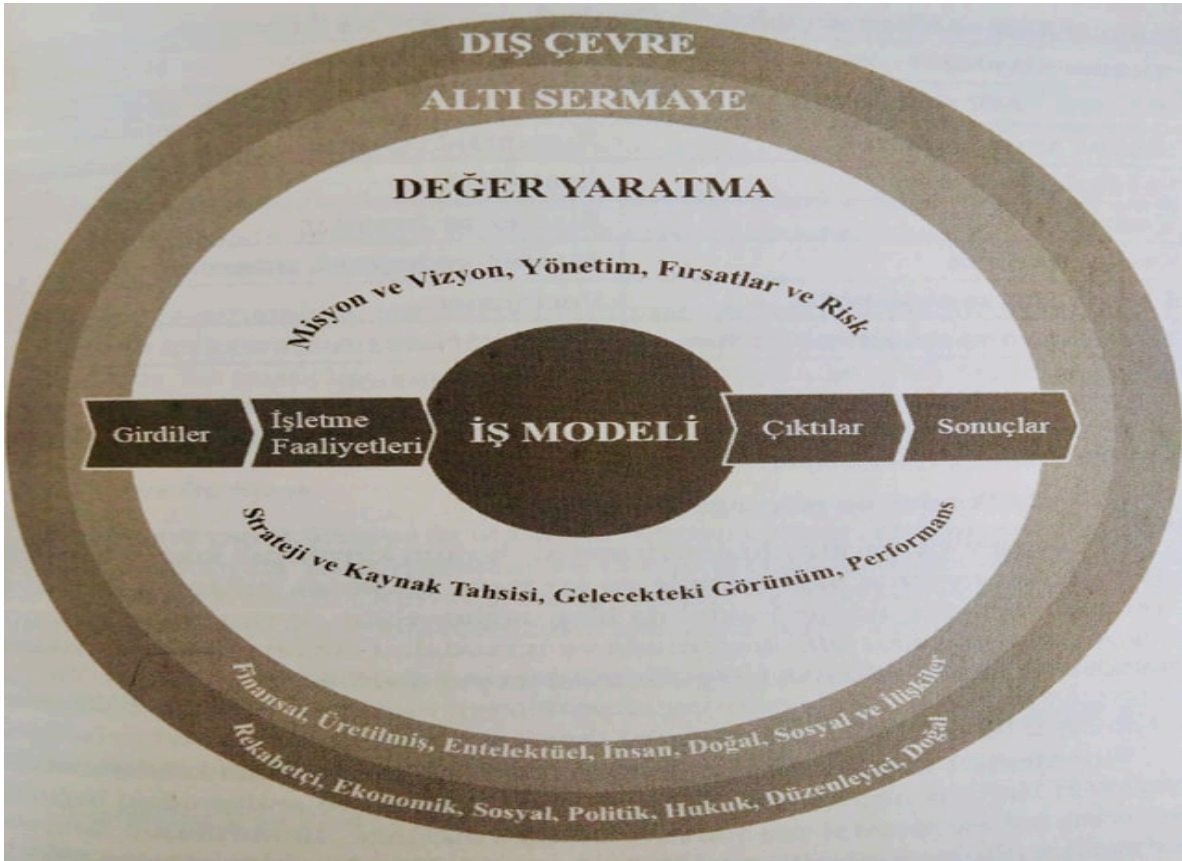 DIŞ ÇEVRE
ALTI SERMAYE
DEĞER YARATMA
Misyon ve Vizyon, Yönetim, Fırsatlar ve Risk
Girdiler
İşletme
Faaliyetleri
İŞ MODELİ
Çıktılar
Sonuçlar
Strateji ve Kaynak Tahsisi, Gelecekteki Görünüm, Performans
Finansal, Üretilmiş, Entelektüel, İnsan, Doğal, Sosyal ve İlişkiler
Rekabetçi, Ekonomik, Sosyal, Politik, Hukuk, Düzenleyici, Doğal